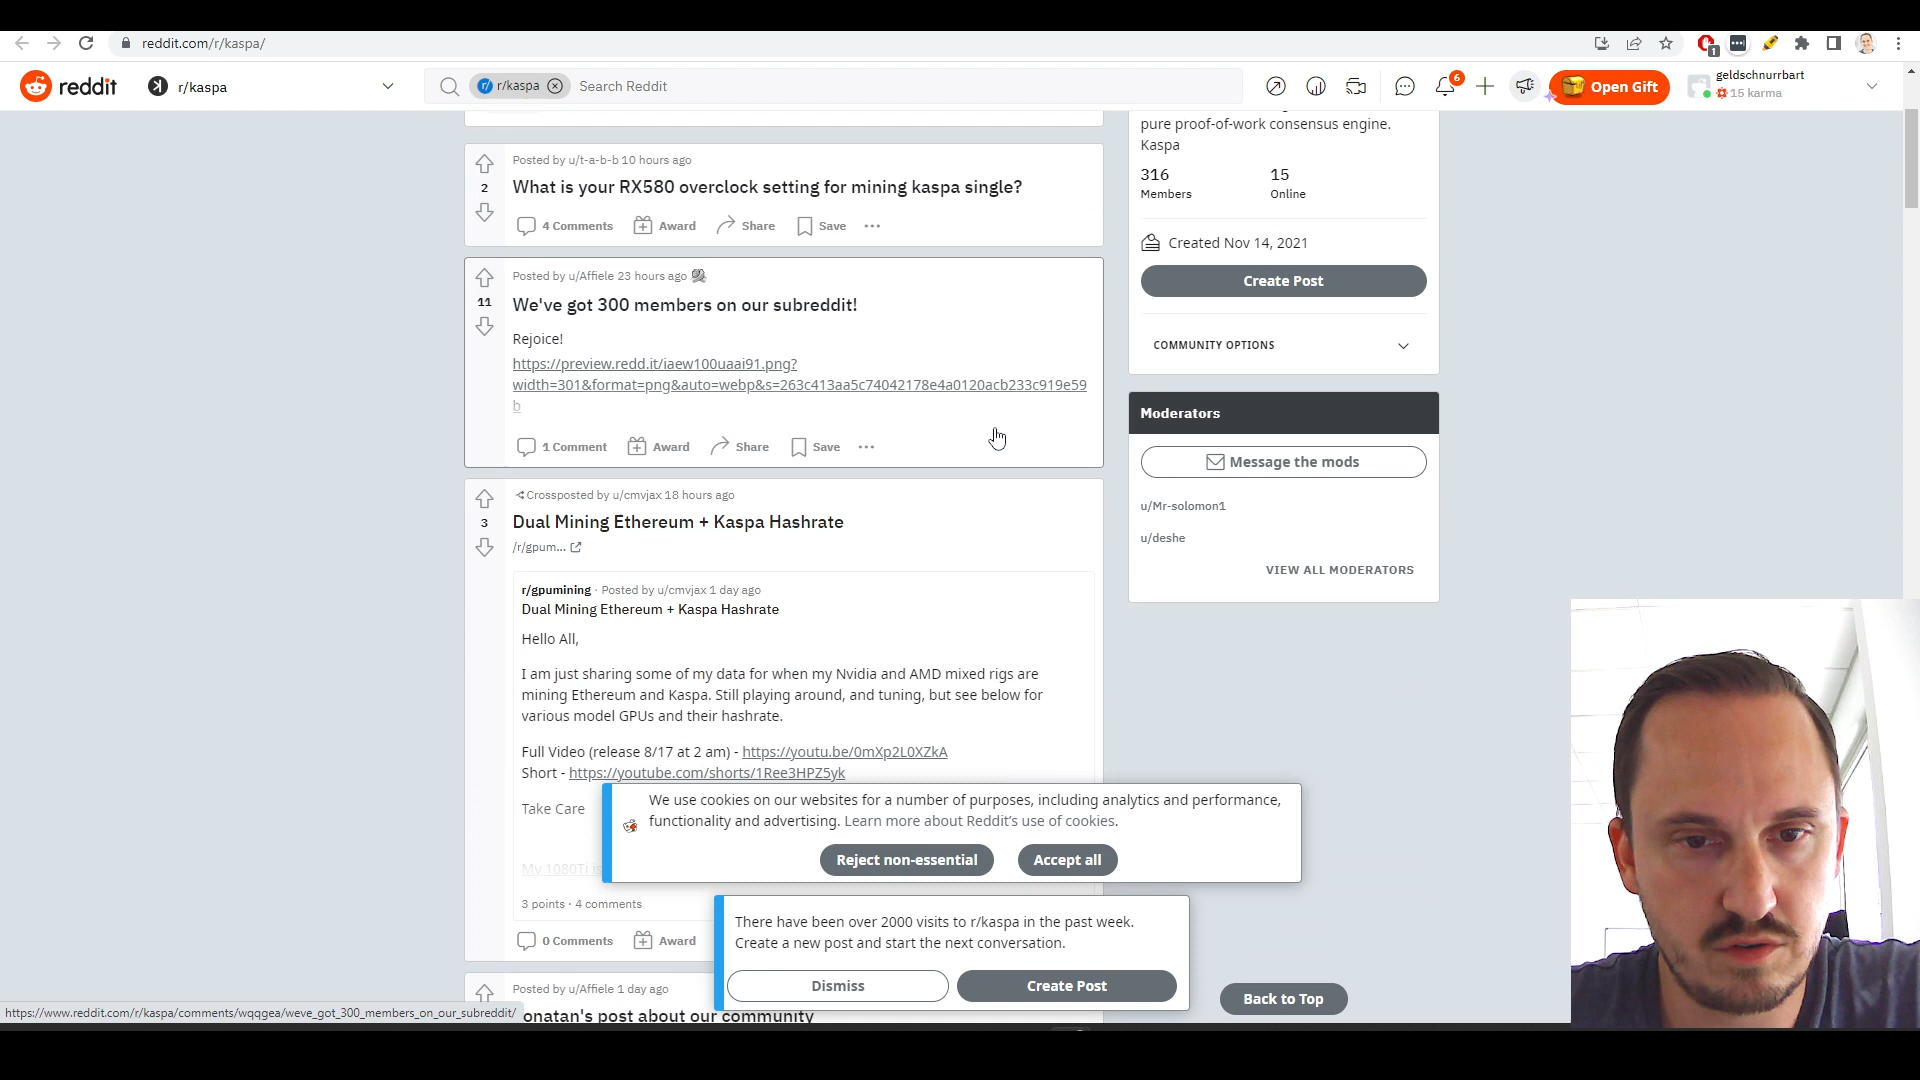 reddit.com/r/kaspa/
1
reddit
r/kaspa
r/
r/kaspa
Search Reddit
6
Open Gift
geldschnurrbart
15 karma
pure proof-of-work consensus engine.
Kaspa
316
15
Members
Online
Created Nov 14, 2021
Create Post
COMMUNITY OPTIONS
Moderators
Message the mods
u/Mr-solomon1
u/deshe
VIEW ALL MODERATORS
Posted by u/t-a-b-b 10 hours ago
2
What is your RX580 overclock setting for mining kaspa single?
4 Comments
Award
Share
Save
Posted by u/Affiele 23 hours ago
11
We've got 300 members on our subreddit!
Rejoice!
https://preview.redd.it/iaew100uaai91.png?
width=301&format=png&auto=webp&s=263c413aa5c74042178e4a0120acb233c919e59
b
1 Comment
Award
Share
Save
Crossposted by u/cmvjax 18 hours ago
3
Dual Mining Ethereum + Kaspa Hashrate
/r/gpum...
r/gpumining · Posted by u/cmvjax 1 day ago
Dual Mining Ethereum + Kaspa Hashrate
Hello All,
I am just sharing some of my data for when my Nvidia and AMD mixed rigs are
mining Ethereum and Kaspa. Still playing around, and tuning, but see below for
various model GPUs and their hashrate.
Full Video (release 8/17 at 2 am) - https://youtu.be/0mXp2L0XZkA
Short - https://youtube.com/shorts/1Ree3HPZ5yk
Take Care
My 1080Ti is
3 points · 4 comments
0 Comments
Award
We use cookies on our websites for a number of purposes, including analytics and performance,
functionality and advertising. Learn more about Reddit's use of cookies.
Reject non-essential
Accept all
There have been over 2000 visits to r/kaspa in the past week.
Create a new post and start the next conversation.
Dismiss
Create Post
Posted by u/Affiele 1 day ago
onatan's post about our community
Back to Top
https://www.reddit.com/r/kaspa/comments/wqqgea/weve_got_300_members_on_our_subreddit/